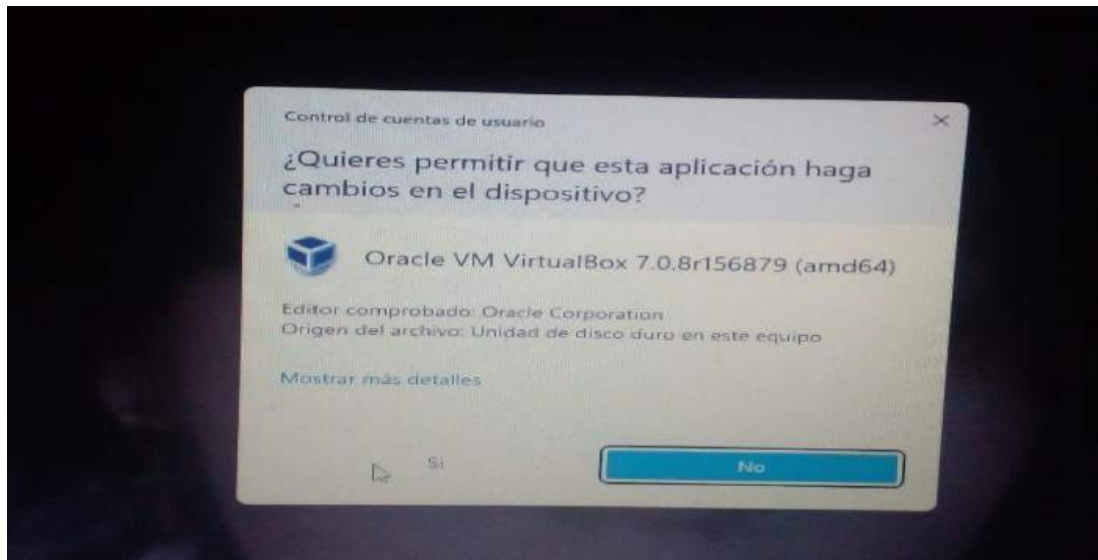 Control de cuentas de usuario
¿Quieres permitir que esta aplicación haga
cambios en el dispositivo?
Oracle VM VirtualBox 7.0.8r156879 (amd64)
Editor comprobado: Oracle Corporation
Origen del archivo: Unidad de disco duro en este equipo
Mostrar más detalles
Sí
No